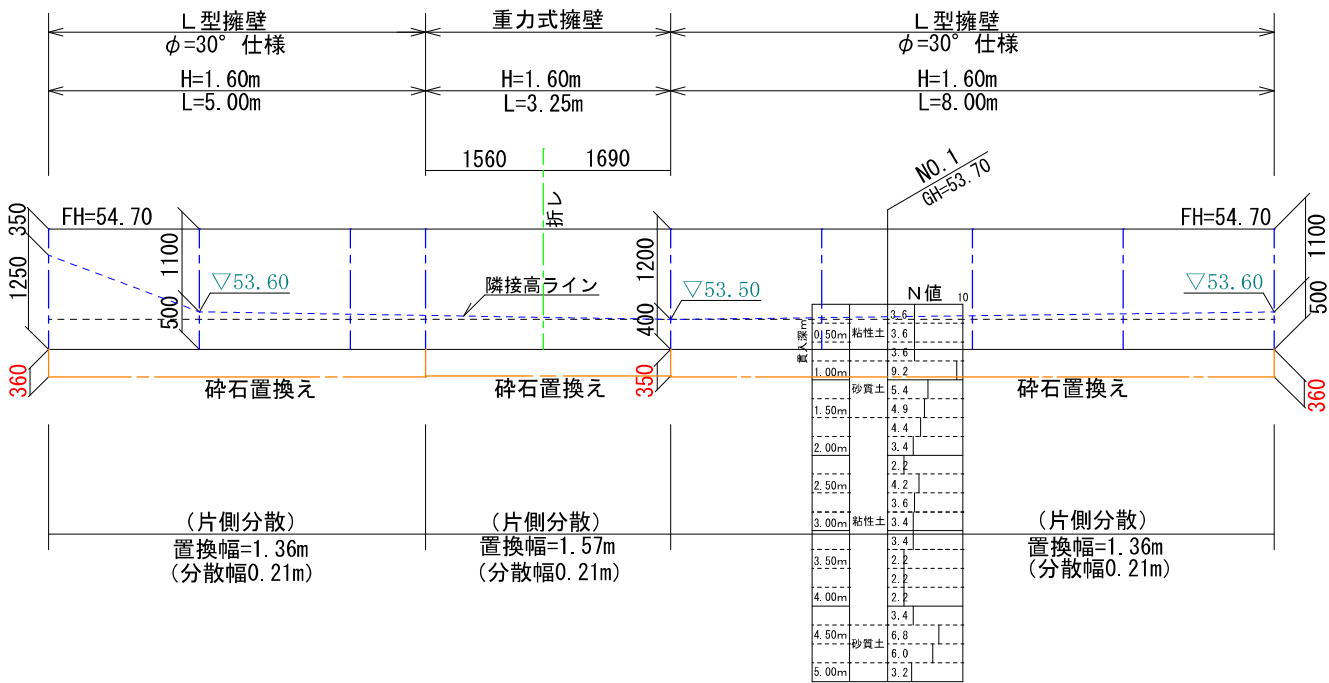 L型擁壁
φ=30°仕様
H=1.60m
L=5.00m
重力式擁壁
H=1.60m
L=3.25m
L型擁壁
φ=30°仕様
H=1.60m
L=8.00m
1560
1690
折レ
NO.1
GH=53.70
350
1250
FH=54.70
1100
500
▽53.60
隣接高ライン
1200
400
▽53.50
FH=54.70
▽53.60
1100
500
360
砕石置換え
砕石置換え
350
砕石置換え
360
N値
10
貫入深m
3.6
0.50m 粘性土 3.6
3.6
1.00m 9.2
砂質土 5.4
1.50m 4.9
4.4
2.00m 3.4
2.2
2.50m 4.2
3.6
3.00m 粘性土 3.4
3.4
3.50m 2.2
2.2
4.00m 2.2
3.4
4.50m 6.8
砂質土 6.0
5.00m 3.2
(片側分散)
置換幅=1.36m
(分散幅0.21m)
(片側分散)
置換幅=1.57m
(分散幅0.21m)
(片側分散)
置換幅=1.36m
(分散幅0.21m)